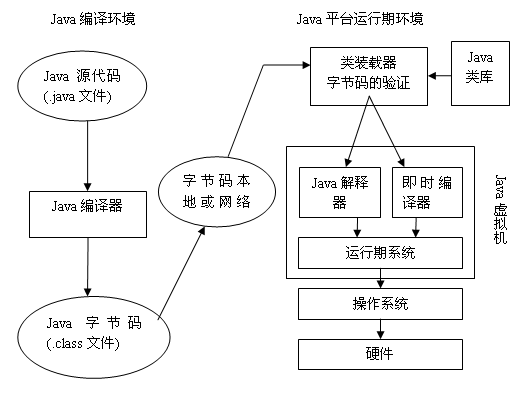 Java 编译环境
Java 平台运行期环境
Java 源代码
(.java 文件)
Java 编译器
Java 字节码
(.class 文件)
字节码本
地或网络
类装载器
字节码的验证
Java
类库
Java 解释
器
即时编
译器
运行期系统
Java 虚拟机
操作系统
硬件